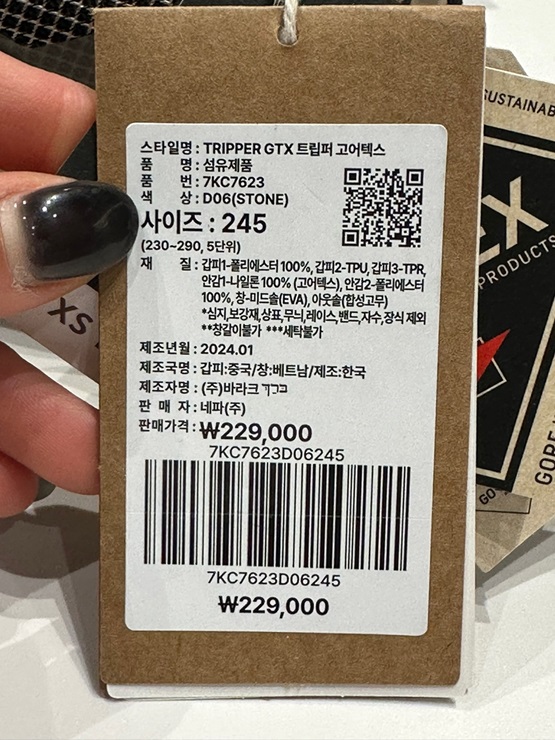 스타일명 : TRIPPER GTX 트립퍼 고어텍스
품 명 : 섬유제품
품 번 : 7KC7623
색 상 : D06(STONE)
사이즈 : 245
(230~290, 5단위)
재 질 : 갑피1-폴리에스터 100%, 갑피2-TPU, 갑피3-TPR,
안감1-나일론 100% (고어텍스), 안감2-폴리에스터
100%, 창-미드솔(EVA), 아웃솔(합성고무)
*심지,보강재,상표,무늬,레이스,밴드,자수,장식 제외
**창갈이불가 ***세탁불가
제조년월 : 2024.01
제조국명 : 갑피:중국/창:베트남/제조:한국
제조자명 : (주)바라크
판 매 자 : 네파(주)
판매가격 : ₩229,000
7KC7623D06245
7KC7623D06245
₩229,000
SUSTAINAB
EX
PRODUCTS
GORE
GO
XS